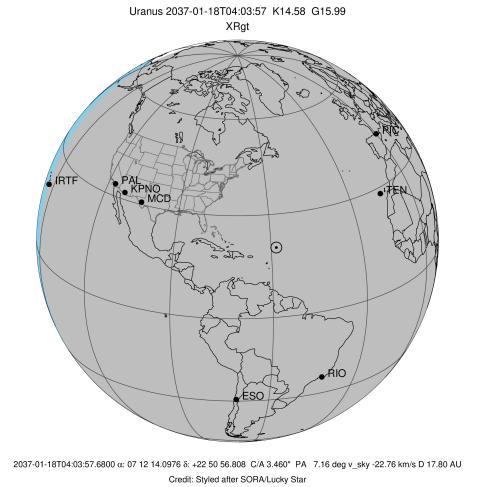 Uranus 2037-01-18T04:03:57 K14.58 G15.99
XRgt
PIC
IRTF
PAL
KPNO
MCD
TEN
RIO
ESO
2037-01-18T04:03:57.6800 α: 07 12 14.0976 δ: +22 50 56.808 C/A 3.460" PA 7.16 deg v_sky -22.76 km/s D 17.80 AU
Credit: Styled after SORA/Lucky Star